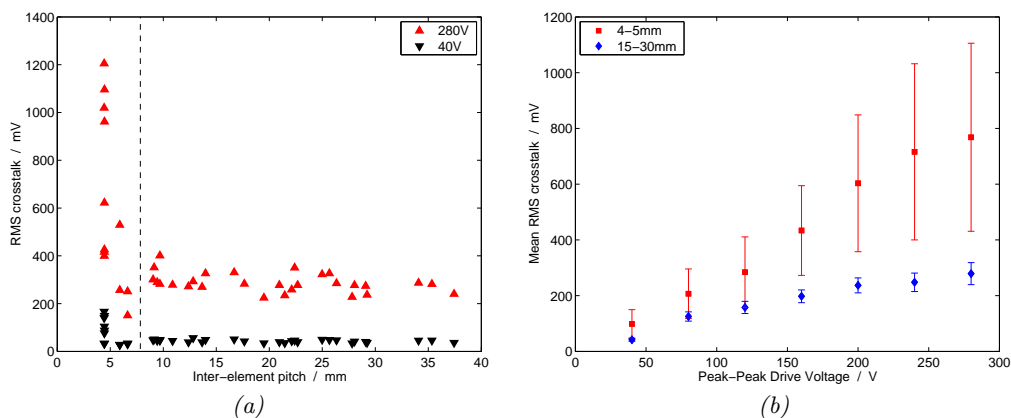 1400
1200
1000
800
600
400
200
0
0 5 10 15 20 25 30 35 40
RMS crosstalk / mV
Inter−element pitch / mm
280V
40V
(a)
1200
1000
800
600
400
200
0
0 50 100 150 200 250 300
Mean RMS crosstalk / mV
Peak−Peak Drive Voltage / V
4−5mm
15−30mm
(b)